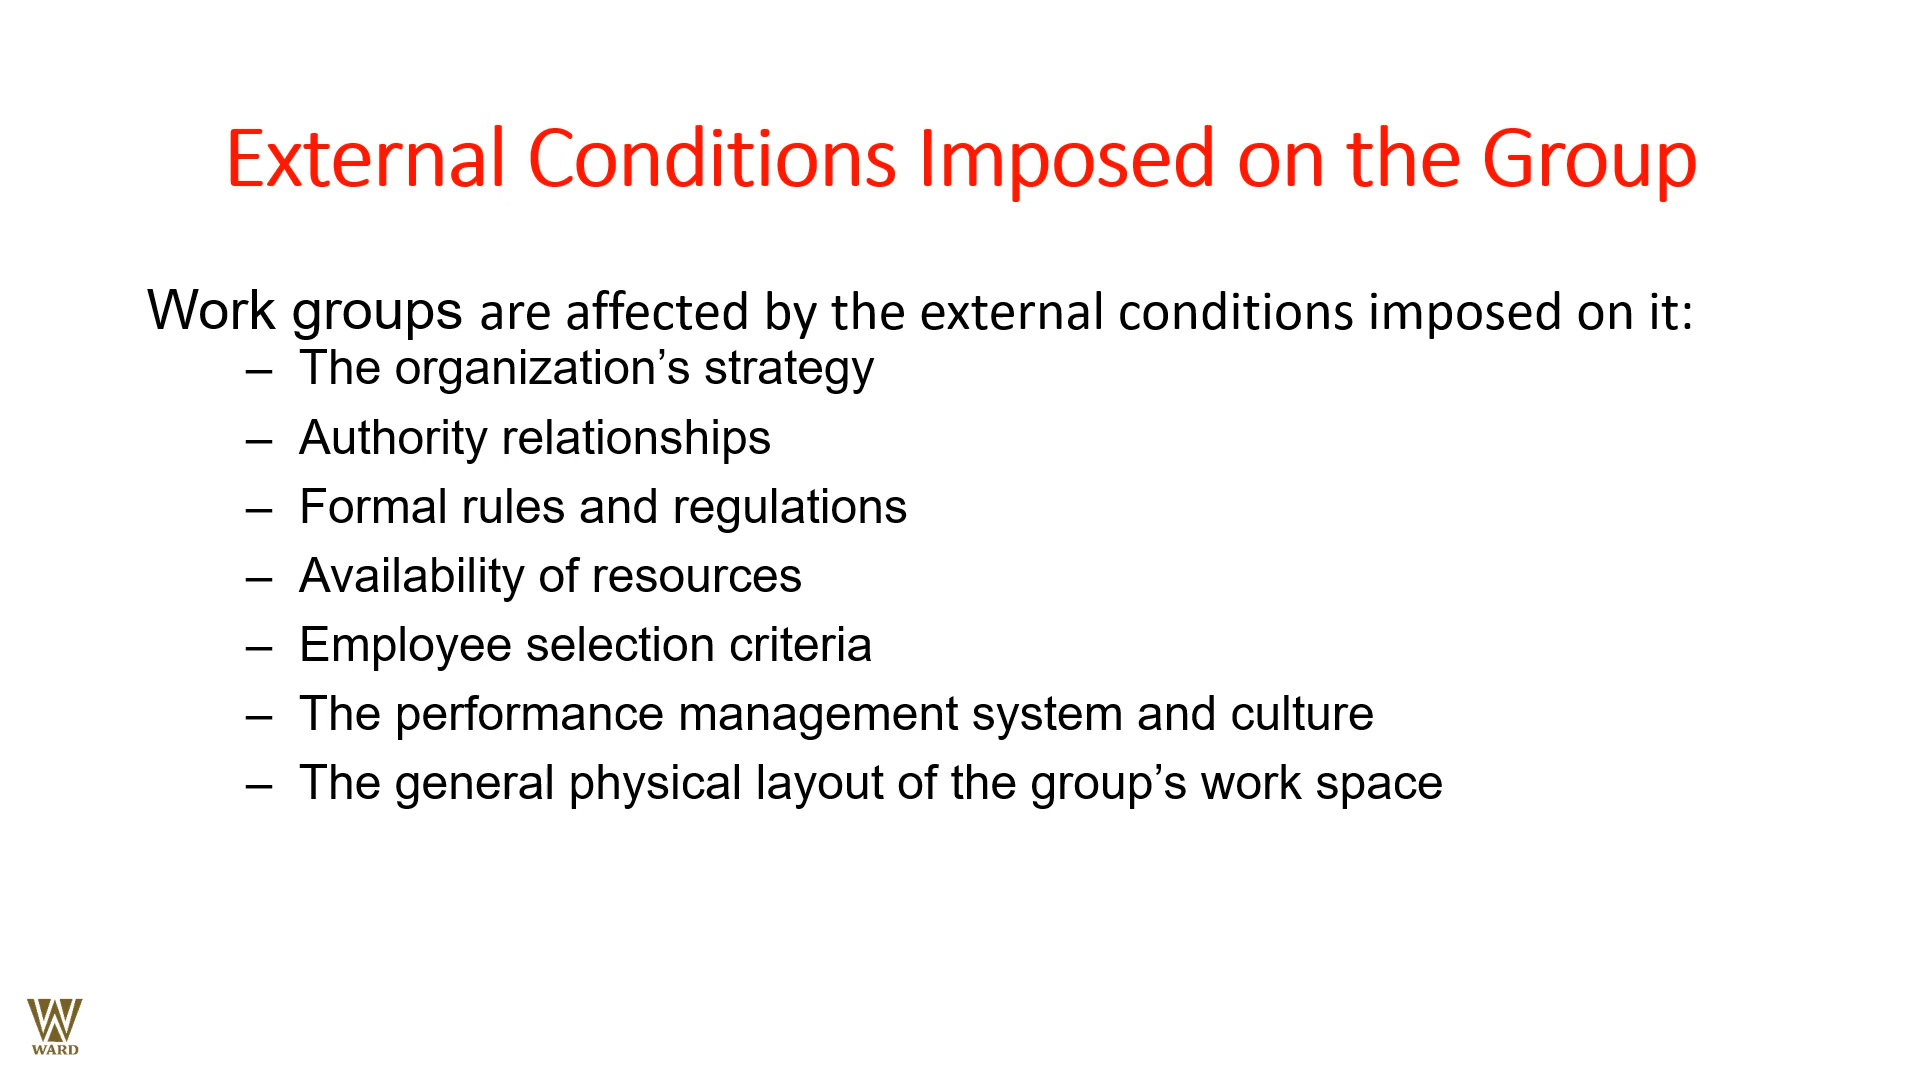 External Conditions Imposed on the Group
Work groups are affected by the external conditions imposed on it:
– The organization’s strategy
– Authority relationships
– Formal rules and regulations
– Availability of resources
– Employee selection criteria
– The performance management system and culture
– The general physical layout of the group’s work space
WARD